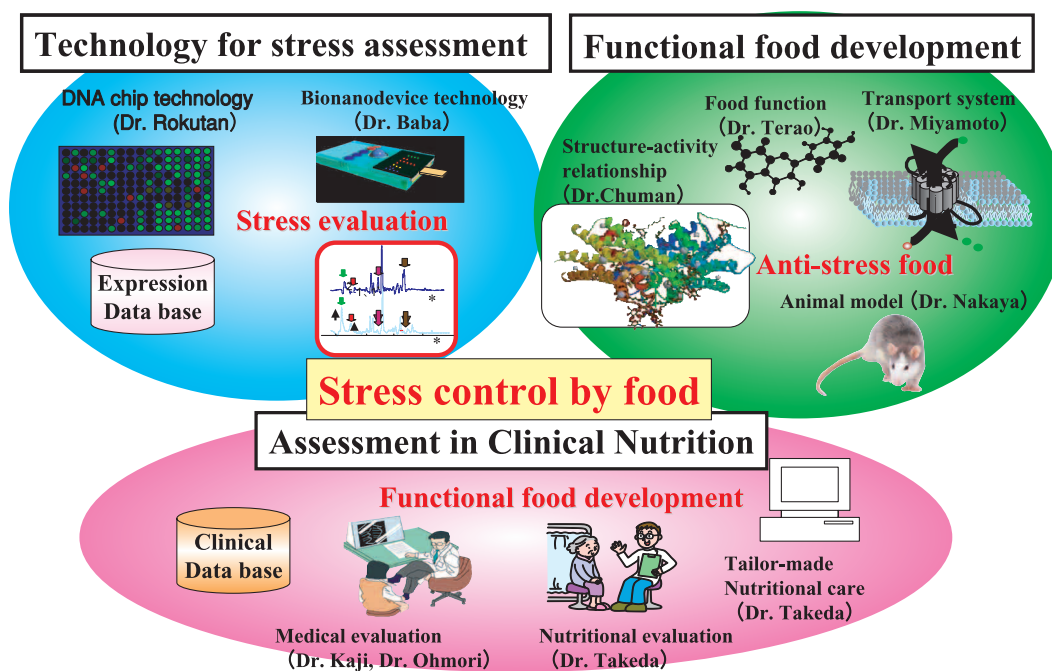 Technology for stress assessment
Functional food development
DNA chip technology
(Dr. Rokutan)
Bionanodevice technology
(Dr. Baba)
Stress evaluation
Expression
Data base
*
*
Food function
(Dr. Terao)
Transport system
(Dr. Miyamoto)
Structure-activity
relationship
(Dr.Chuman)
Anti-stress food
Animal model (Dr. Nakaya)
Stress control by food
Assessment in Clinical Nutrition
Functional food development
Clinical
Data base
Medical evaluation
(Dr. Kaji, Dr. Ohmori)
Nutritional evaluation
(Dr. Takeda)
Tailor-made
Nutritional care
(Dr. Takeda)